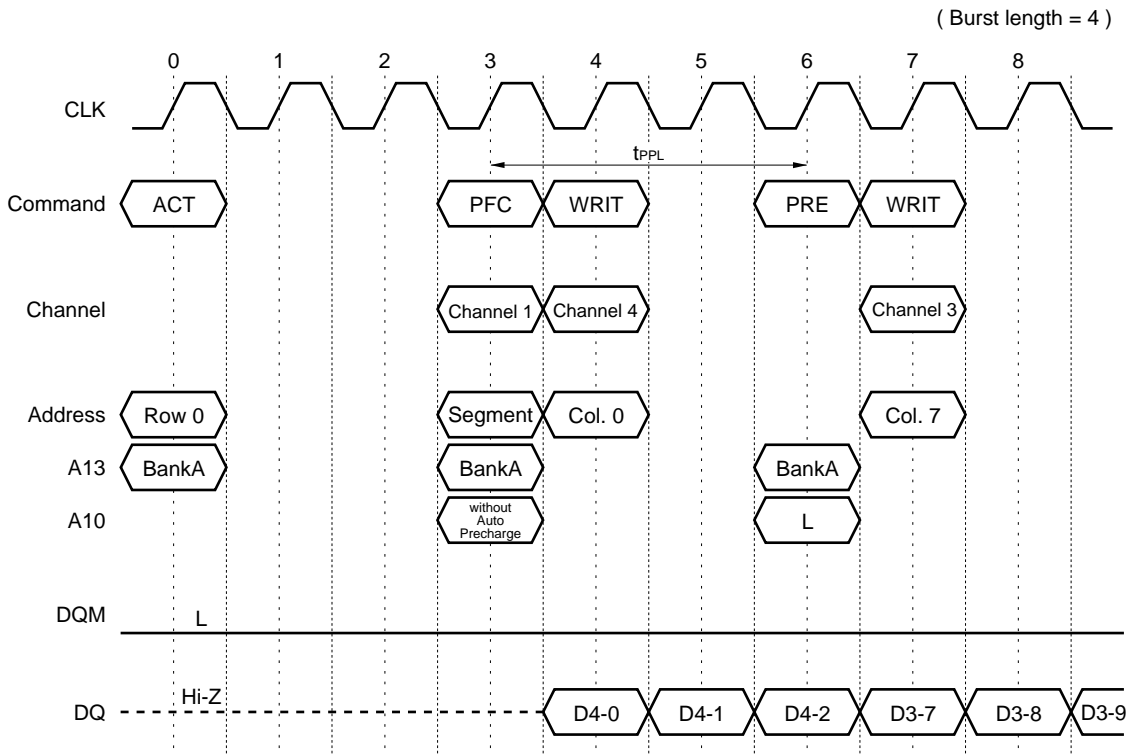 ( Burst length = 4 )
0 1 2 3 4 5 6 7 8
CLK
tPPL
Command ACT PFC WRIT PRE WRIT
Channel Channel 1 Channel 4 Channel 3
Address Row 0 Segment Col. 0 Col. 7
A13 BankA BankA BankA
A10 without
Auto
Precharge L
DQM L
DQ Hi-Z D4-0 D4-1 D4-2 D3-7 D3-8 D3-9